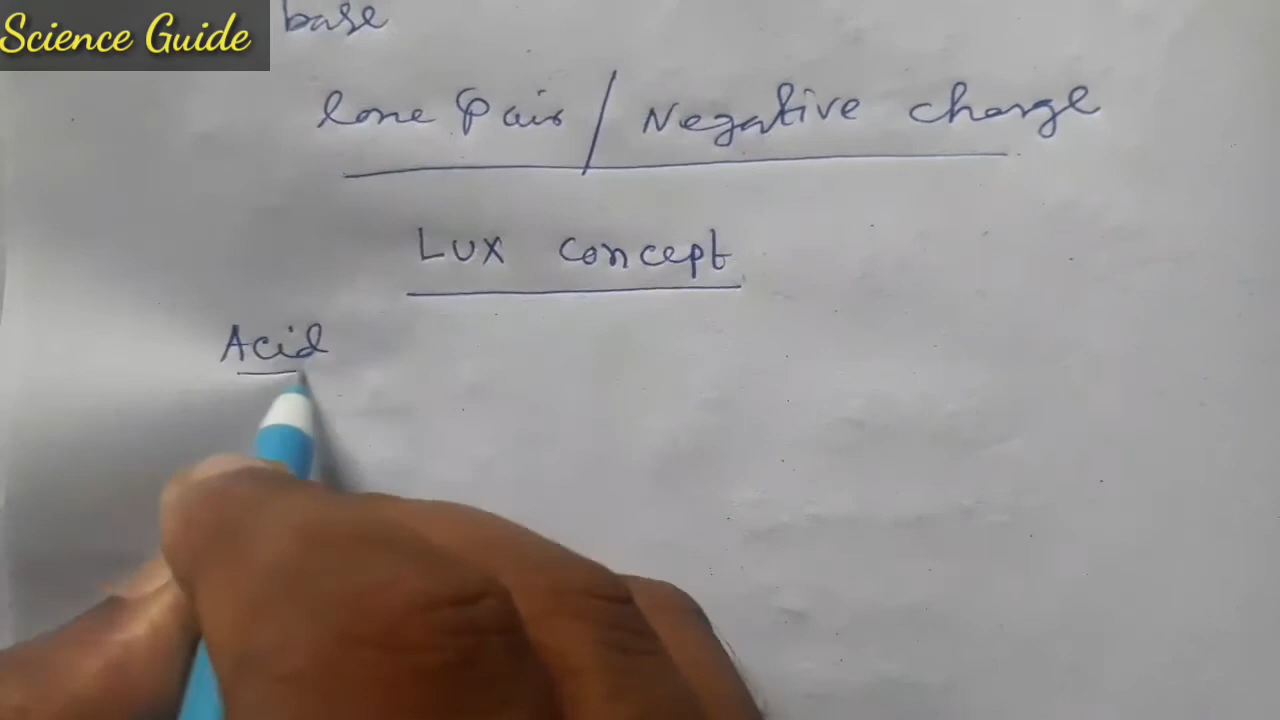 Science Guide
base
lone Pair / Negative charge
LUX concept
Acid